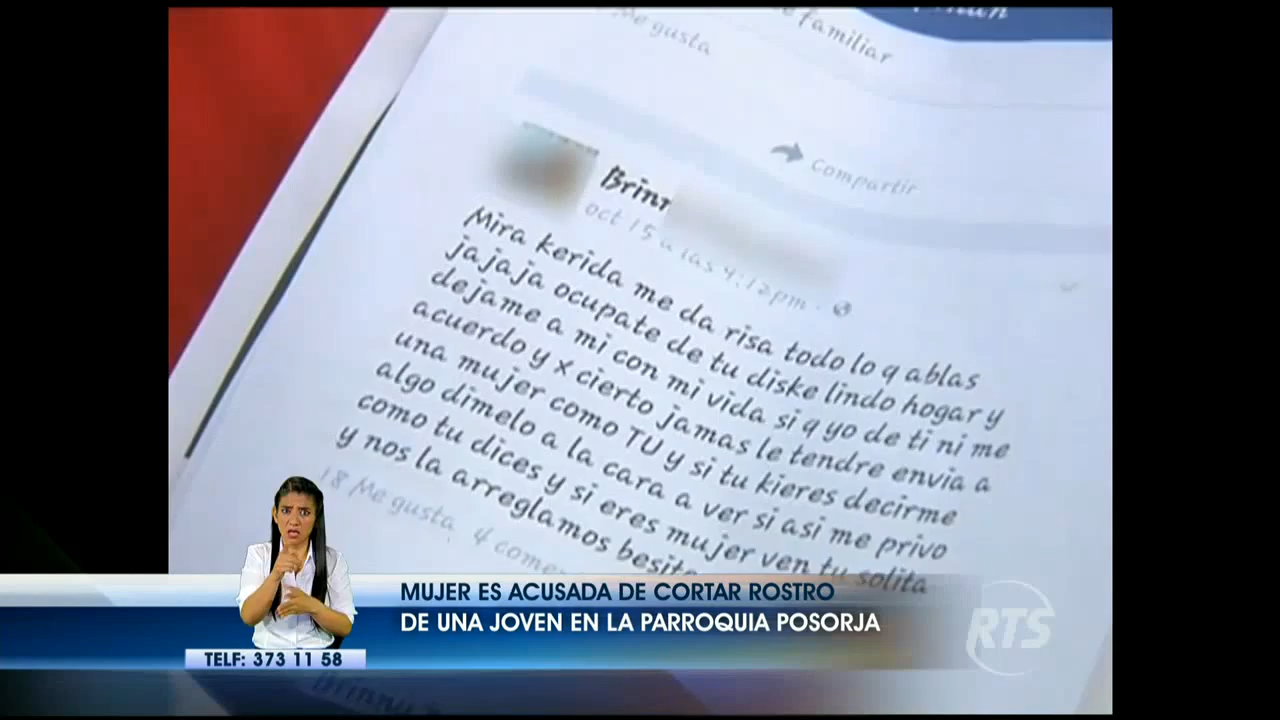 e familiar
Me gusta
Compartir
Brinn
oct 15 a las 4:12pm ·
Mira kerida me da risa todo lo q ablas
jajaja ocupate de tu diske lindo hogar y
dejame a mi con mi vida si q yo de ti ni me
acuerdo y x cierto jamas le tendre envia a
una mujer como TU y si tu kieres decirme
algo dimelo a la cara a ver si asi me privo
como tu dices y si eres mujer ven tu solita
y nos la arreglamos besito
18 Me gusta 4 comen
MUJER ES ACUSADA DE CORTAR ROSTRO
DE UNA JOVEN EN LA PARROQUIA POSORJA
RTS
TELF: 373 11 58